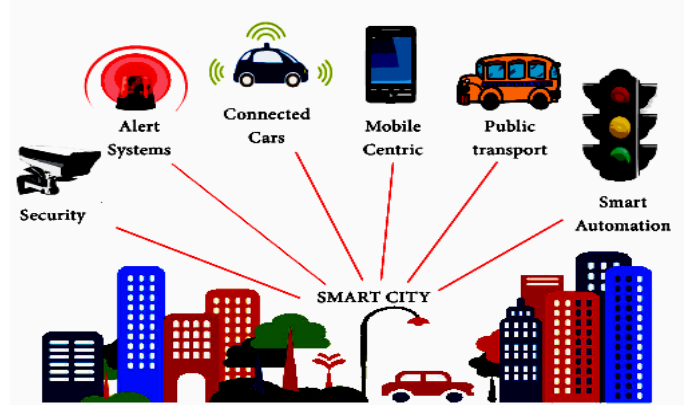 Alert
Systems
Connected
Cars
Mobile
Centric
Public
transport
Security
Smart
Automation
SMART CITY